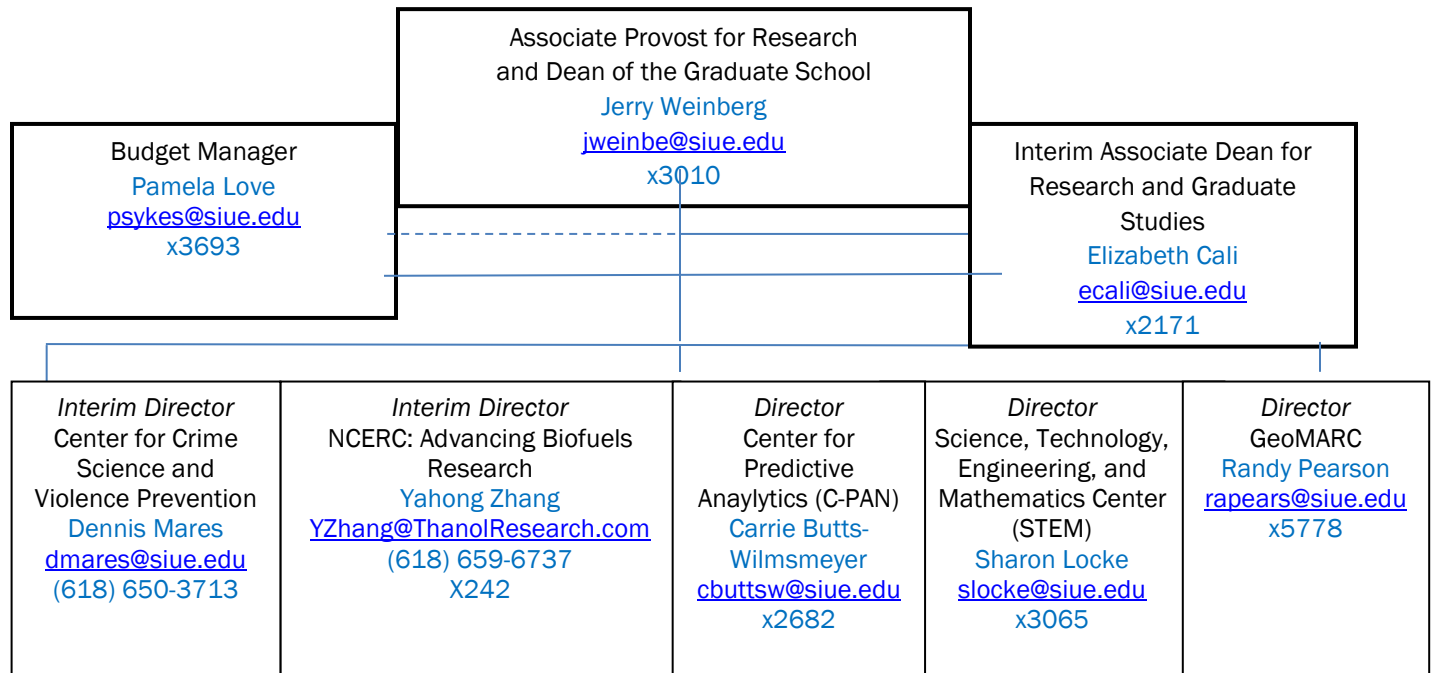 Associate Provost for Research
and Dean of the Graduate School
Jerry Weinberg
jweinbe@siue.edu
x3010
Budget Manager
Pamela Love
psykes@siue.edu
x3693
Interim Associate Dean for
Research and Graduate
Studies
Elizabeth Cali
ecali@siue.edu
x2171
Interim Director
Center for Crime
Science and
Violence Prevention
Dennis Mares
dmares@siue.edu
(618) 650-3713
Interim Director
NCERC: Advancing Biofuels
Research
Yahong Zhang
YZhang@ThanolResearch.com
(618) 659-6737
X242
Director
Center for
Predictive
Anaylytics (C-PAN)
Carrie Butts-
Wilmsmeyer
cbuttsw@siue.edu
x2682
Director
Science, Technology,
Engineering, and
Mathematics Center
(STEM)
Sharon Locke
slocke@siue.edu
x3065
Director
GeoMARC
Randy Pearson
rapears@siue.edu
x5778